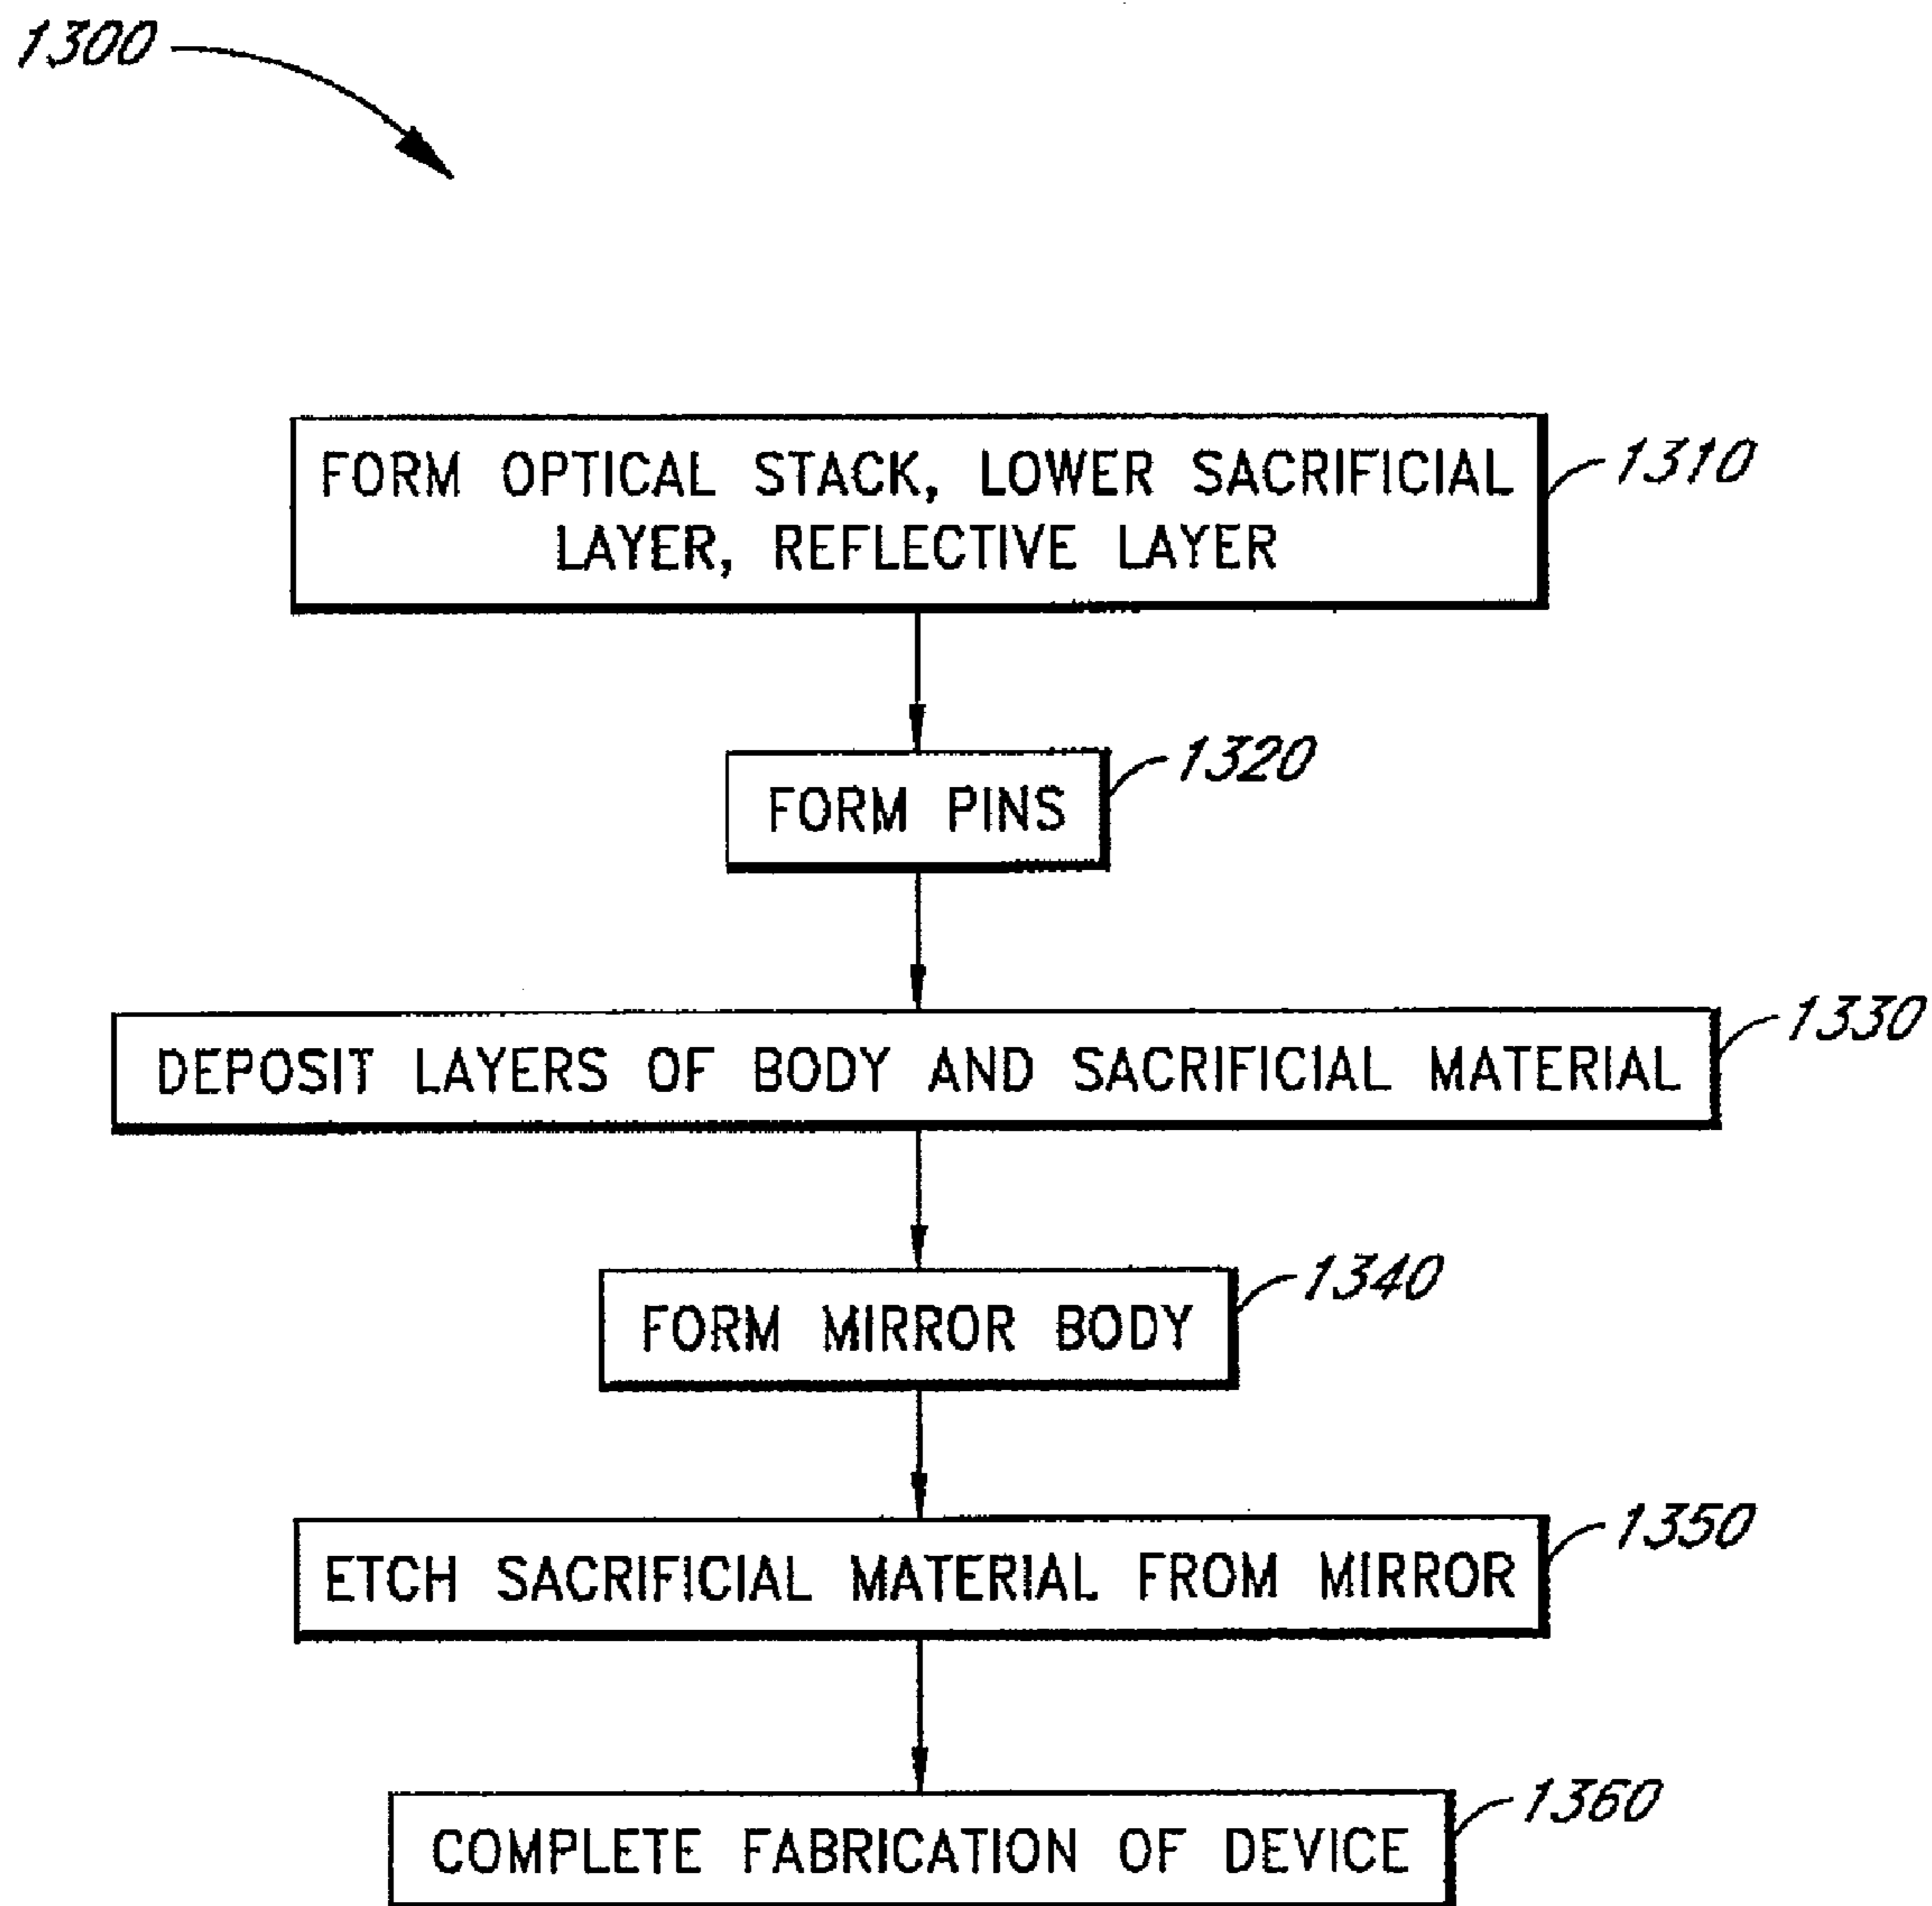 1300
FORM OPTICAL STACK, LOWER SACRIFICIAL
LAYER, REFLECTIVE LAYER
1310
FORM PINS
1320
DEPOSIT LAYERS OF BODY AND SACRIFICIAL MATERIAL
1330
FORM MIRROR BODY
1340
ETCH SACRIFICIAL MATERIAL FROM MIRROR
1350
COMPLETE FABRICATION OF DEVICE
1360